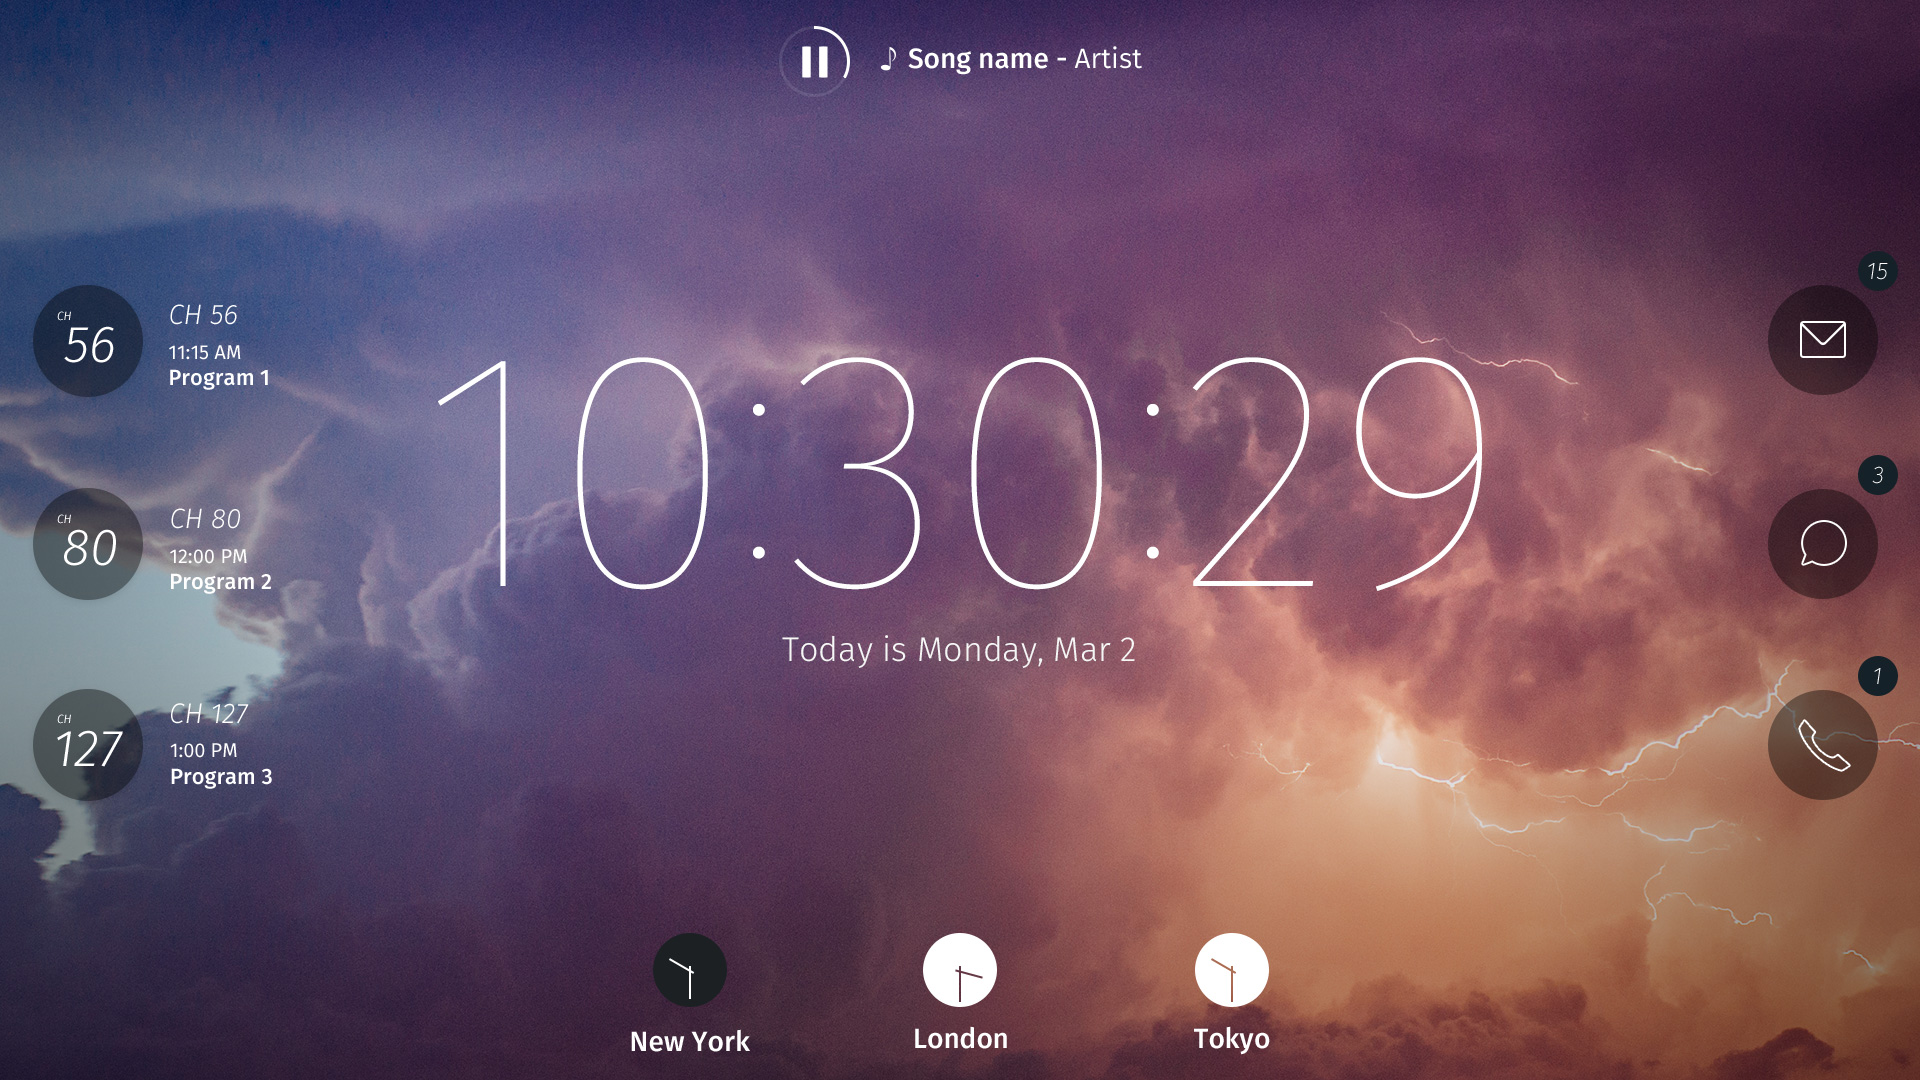 ♪ Song name - Artist
CH 56
CH 56
11:15 AM
Program 1
CH 80
CH 80
12:00 PM
Program 2
CH 127
CH 127
1:00 PM
Program 3
10:30:29
Today is Monday, Mar 2
15
3
1
New York
London
Tokyo